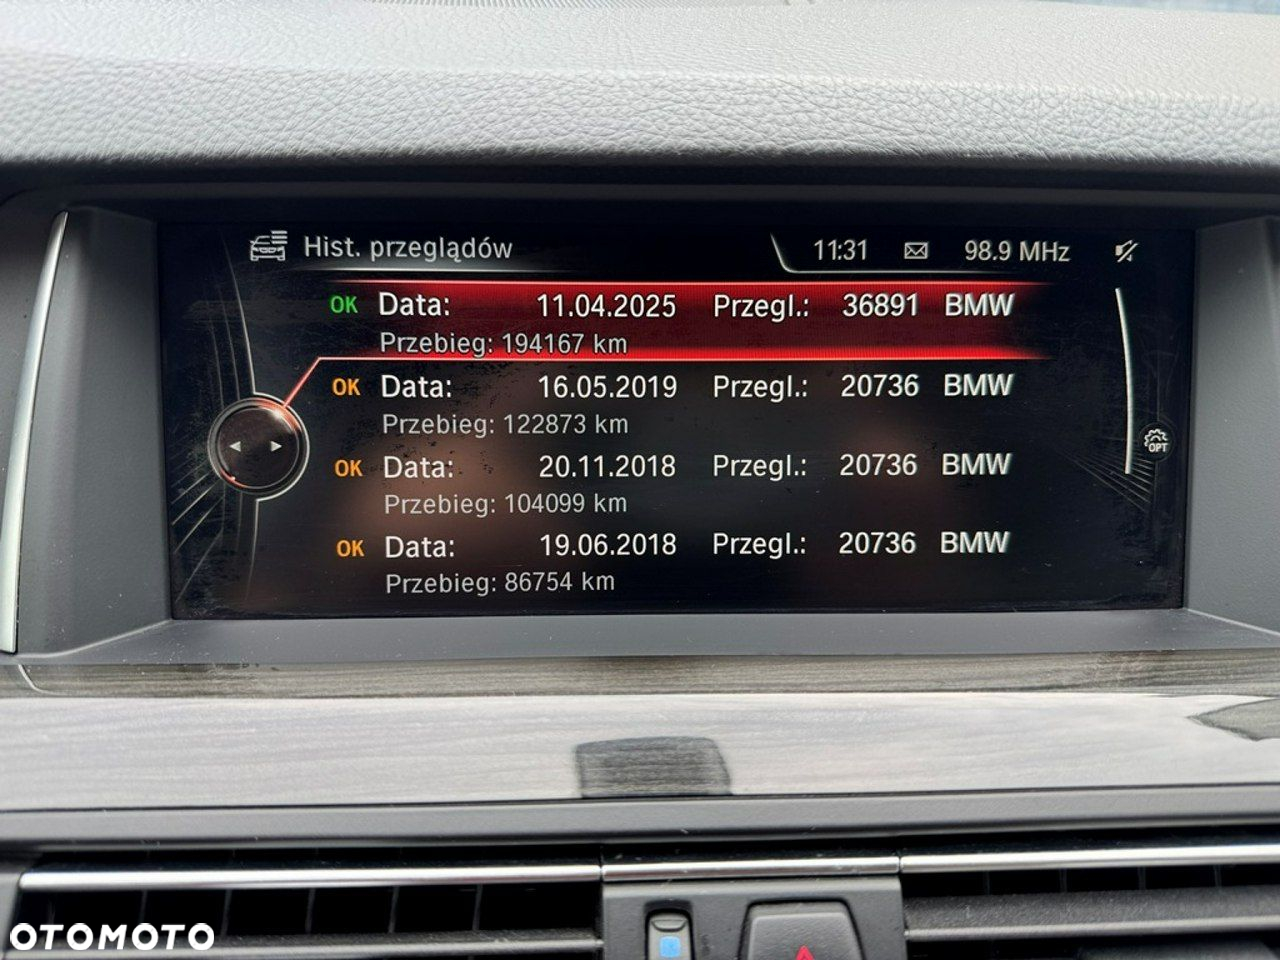 Hist. przeglądów 11:31 98.9 MHz
OK Data: 11.04.2025 Przegl.: 36891 BMW
Przebieg: 194167 km
OK Data: 16.05.2019 Przegl.: 20736 BMW
Przebieg: 122873 km
OK Data: 20.11.2018 Przegl.: 20736 BMW
Przebieg: 104099 km
OK Data: 19.06.2018 Przegl.: 20736 BMW
Przebieg: 86754 km
OPT
OTOMOTO